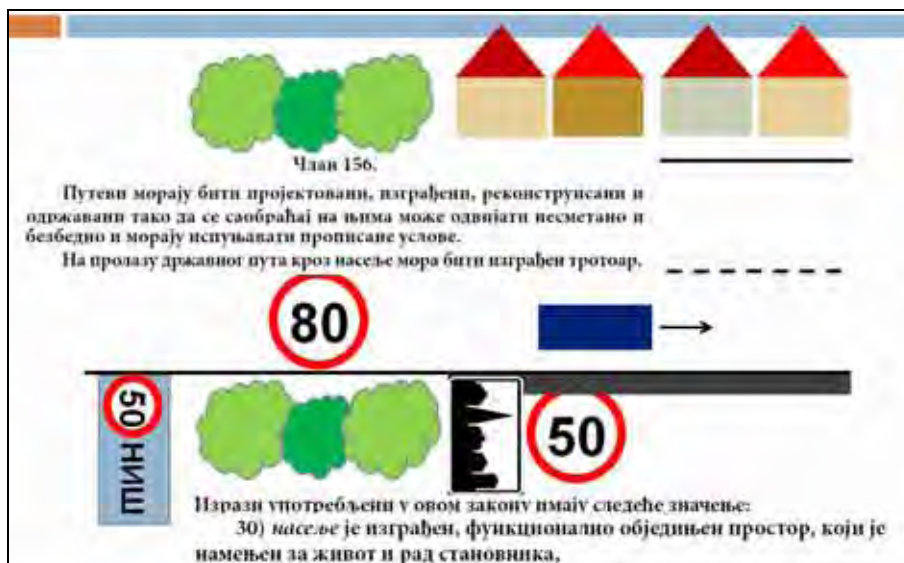 Члан 156.
Путеви морају бити пројектовани, изграђени, реконструисани и
одржавани тако да се саобраћај на њима може одвијати несметано и
безбедно и морају испуњавати прописане услове.
На пролазу државног пута кроз насеље мора бити изграђен тротоар.
80
50 НИШ
50
Изрази употребљени у овом закону имају следеће значење:
30) насеље је изграђен, функционално обједињен простор, који је
намењен за живот и рад становника,